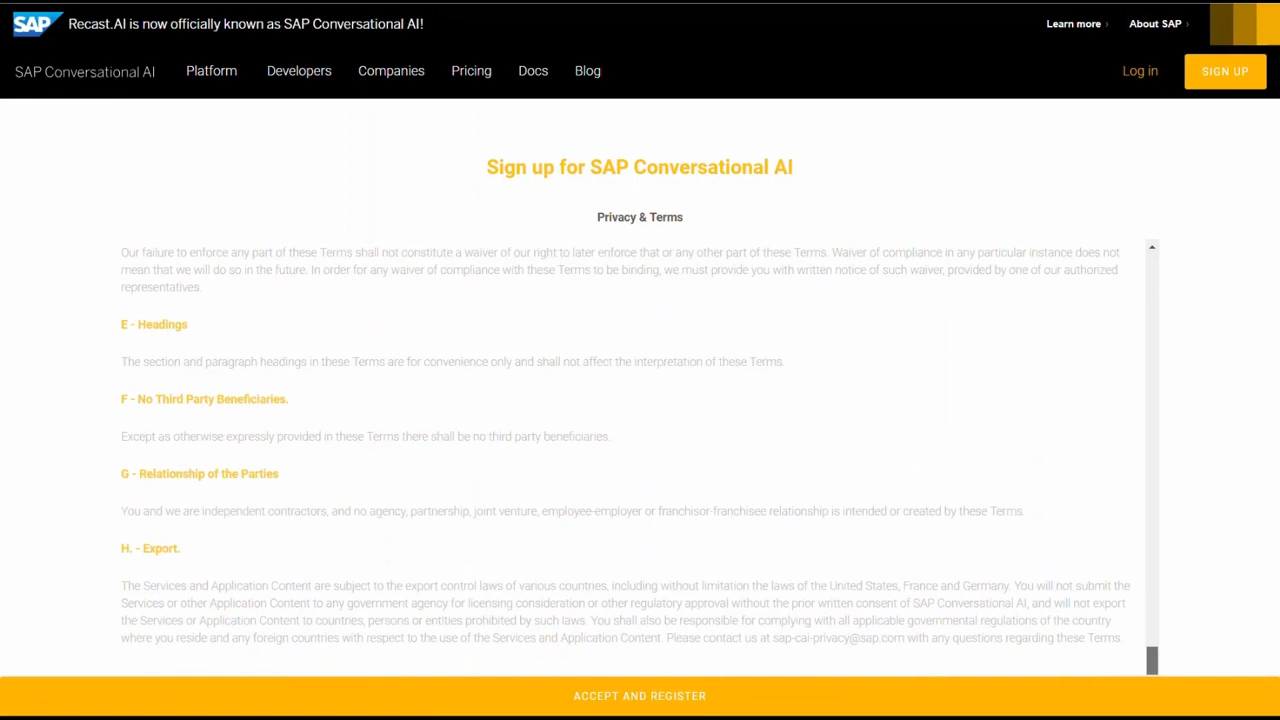 SAP Recast.AI is now officially known as SAP Conversational AI! Learn more › About SAP ›
SAP Conversational AI Platform Developers Companies Pricing Docs Blog Log in SIGN UP
Sign up for SAP Conversational AI
Privacy & Terms
Our failure to enforce any part of these Terms shall not constitute a waiver of our right to later enforce that or any other part of these Terms. Waiver of compliance in any particular instance does not
mean that we will do so in the future. In order for any waiver of compliance with these Terms to be binding, we must provide you with written notice of such waiver, provided by one of our authorized
representatives.
E - Headings
The section and paragraph headings in these Terms are for convenience only and shall not affect the interpretation of these Terms.
F - No Third Party Beneficiaries.
Except as otherwise expressly provided in these Terms there shall be no third party beneficiaries.
G - Relationship of the Parties
You and we are independent contractors, and no agency, partnership, joint venture, employee-employer or franchisor-franchisee relationship is intended or created by these Terms.
H. - Export.
The Services and Application Content are subject to the export control laws of various countries, including without limitation the laws of the United States, France and Germany. You will not submit the
Services or other Application Content to any government agency for licensing consideration or other regulatory approval without the prior written consent of SAP Conversational AI, and will not export
the Services or Application Content to countries, persons or entities prohibited by such laws. You shall also be responsible for complying with all applicable governmental regulations of the country
where you reside and any foreign countries with respect to the use of the Services and Application Content. Please contact us at sap-cai-privacy@sap.com with any questions regarding these Terms.
ACCEPT AND REGISTER